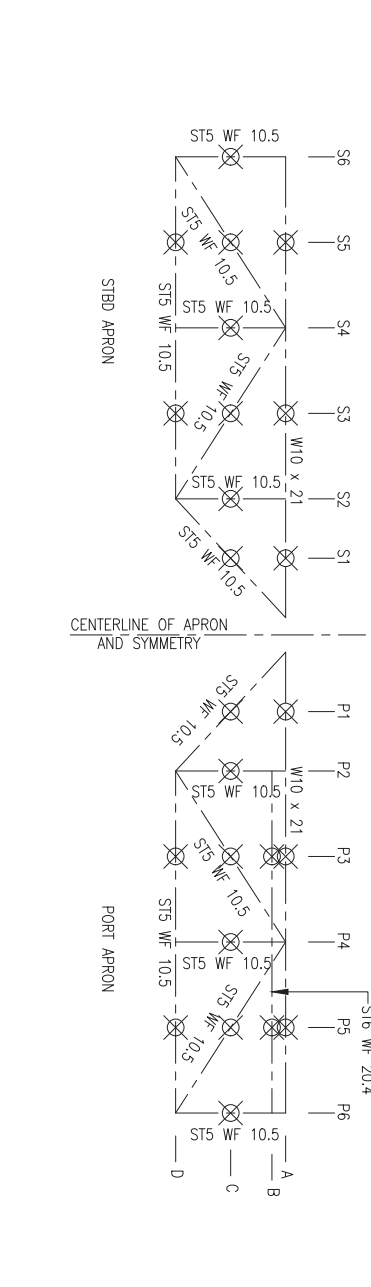 ST5 WF 10.5
S6
ST5 WF 10.5
S5
ST5 WF 10.5
ST5 WF 10.5
STBD APRON
S4
ST5 WF 10.5
S3
W10 x 21
ST5 WF 10.5
S2
ST5 WF 10.5
S1
CENTERLINE OF APRON
AND SYMMETRY
ST5 WF 10.5
P1
P2
W10 x 21
ST5 WF 10.5
P3
ST5 WF 10.5
ST5 WF 10.5
PORT APRON
P4
ST5 WF 10.5
ST6 WF 20.4
ST5 WF 10.5
P5
P6
ST5 WF 10.5
A
B
C
D